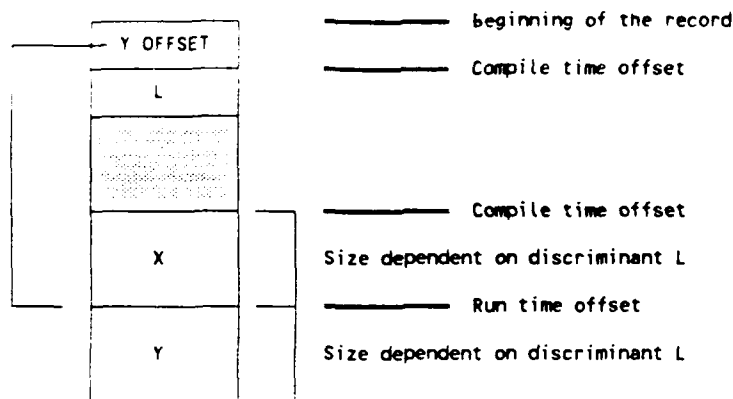 beginning of the record
Y OFFSET
Compile time offset
L
Compile time offset
X
Size dependent on discriminant L
Run time offset
Y
Size dependent on discriminant L